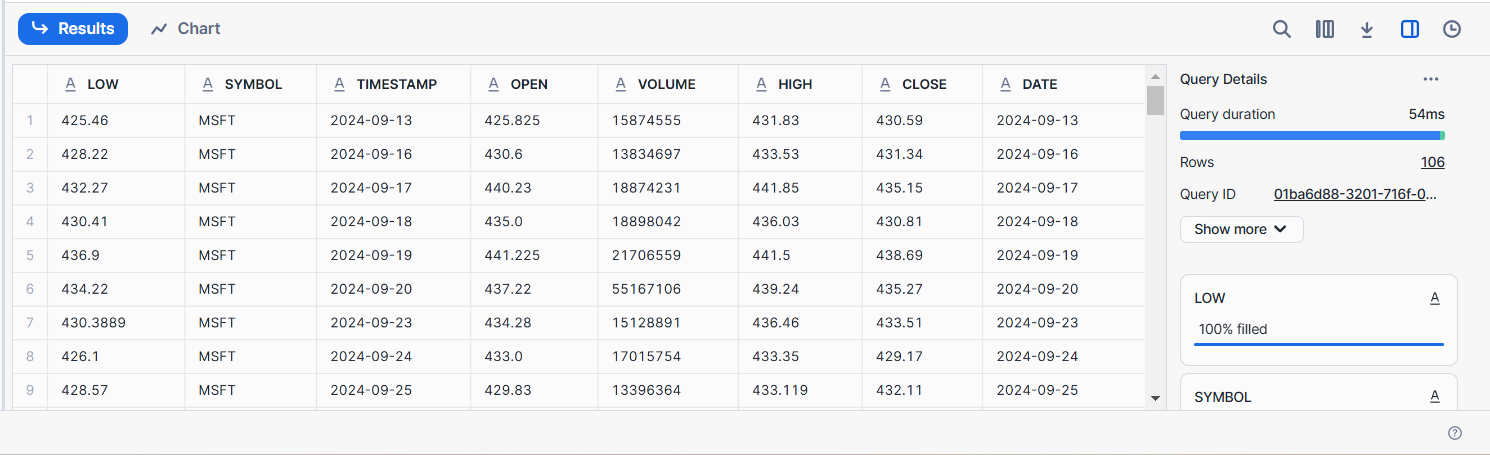 Results Chart
A LOW A SYMBOL A TIMESTAMP A OPEN A VOLUME A HIGH A CLOSE A DATE
1 425.46 MSFT 2024-09-13 425.825 15874555 431.83 430.59 2024-09-13
2 428.22 MSFT 2024-09-16 430.6 13834697 433.53 431.34 2024-09-16
3 432.27 MSFT 2024-09-17 440.23 18874231 441.85 435.15 2024-09-17
4 430.41 MSFT 2024-09-18 435.0 18898042 436.03 430.81 2024-09-18
5 436.9 MSFT 2024-09-19 441.225 21706559 441.5 438.69 2024-09-19
6 434.22 MSFT 2024-09-20 437.22 55167106 439.24 435.27 2024-09-20
7 430.3889 MSFT 2024-09-23 434.28 15128891 436.46 433.51 2024-09-23
8 426.1 MSFT 2024-09-24 433.0 17015754 433.35 429.17 2024-09-24
9 428.57 MSFT 2024-09-25 429.83 13396364 433.119 432.11 2024-09-25
Query Details ...
Query duration 54ms
Rows 106
Query ID 01ba6d88-3201-716f-0...
Show more
LOW A
100% filled
SYMBOL A
?